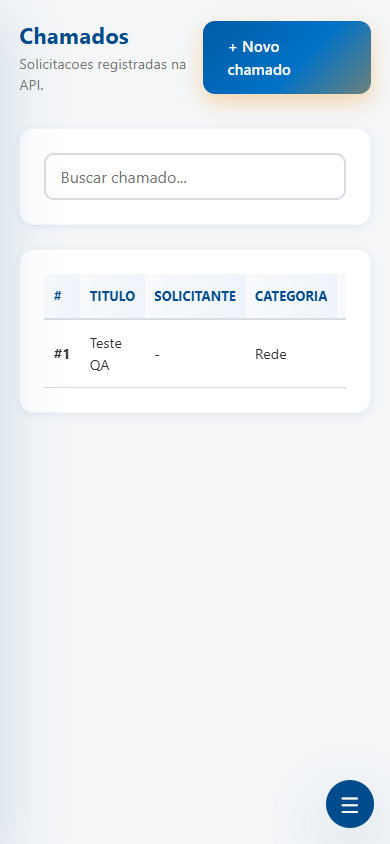 Chamados
Solicitacoes registradas na
API.
+ Novo
chamado
Buscar chamado...
# TITULO SOLICITANTE CATEGORIA
#1 Teste QA - Rede